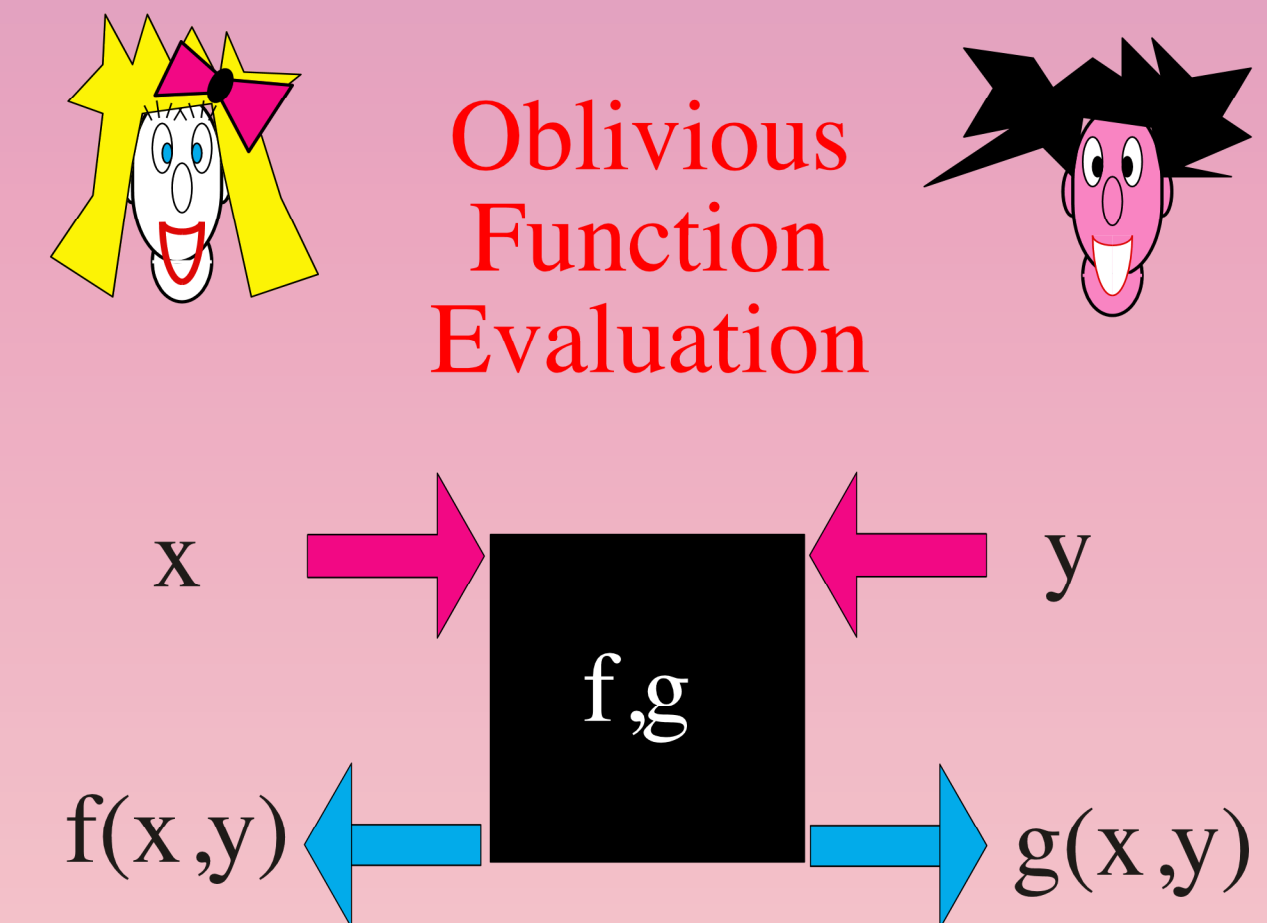 Oblivious
Function
Evaluation
x
y
f,g
f(x,y)
g(x,y)